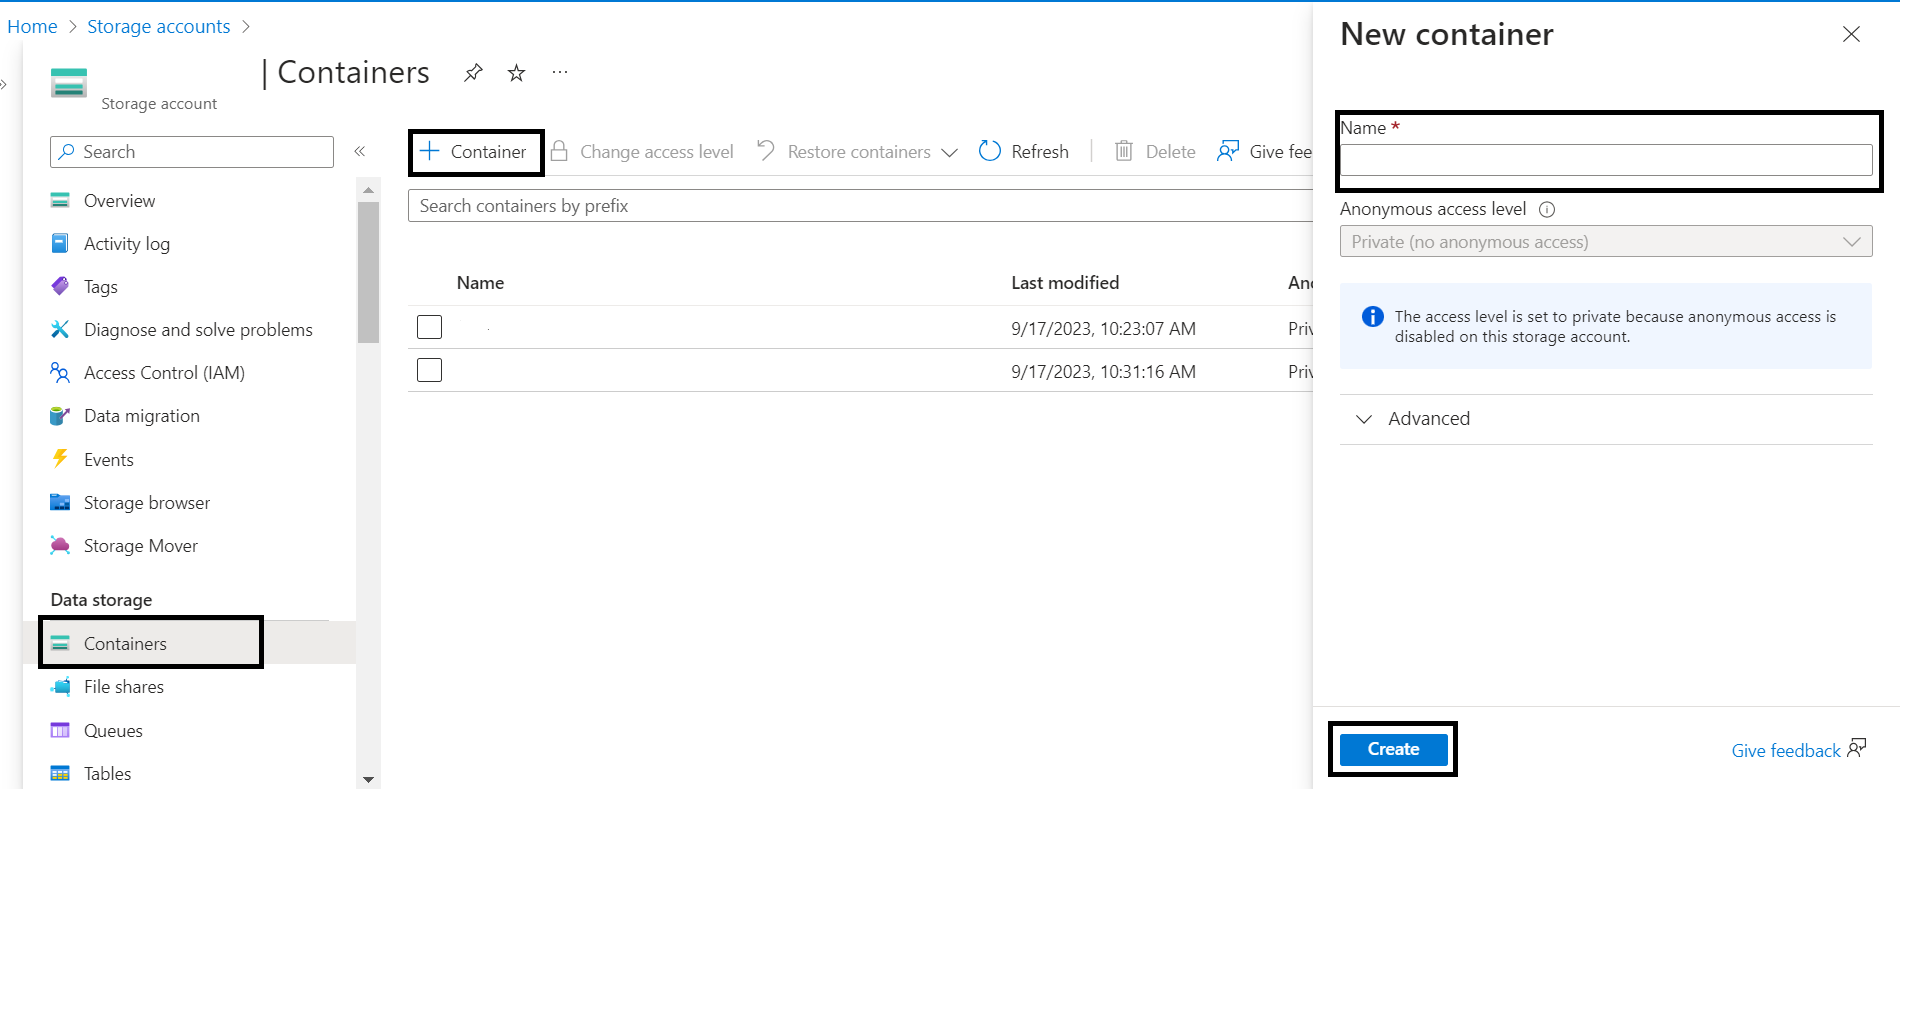 Home > Storage accounts >
| Containers
Storage account
Search
Overview
Activity log
Tags
Diagnose and solve problems
Access Control (IAM)
Data migration
Events
Storage browser
Storage Mover
Data storage
Containers
File shares
Queues
Tables
Container
Change access level
Restore containers
Refresh
Delete
Give fee
Search containers by prefix
Name
Last modified
An
9/17/2023, 10:23:07 AM
Pri
9/17/2023, 10:31:16 AM
Pri
New container
Name *
Anonymous access level
Private (no anonymous access)
The access level is set to private because anonymous access is
disabled on this storage account.
Advanced
Create
Give feedback